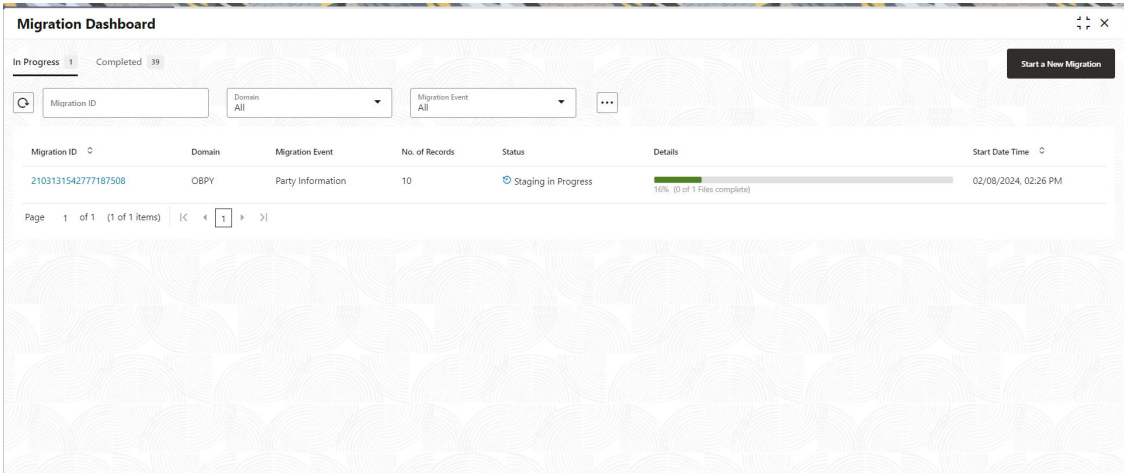 Migration Dashboard
In Progress 1 Completed 39
Start a New Migration
Migration ID
Domain
All
Migration Event
All
Migration ID Domain Migration Event No. of Records Status Details Start Date Time
2103131542777187508 OBPY Party Information 10 Staging in Progress 02/08/2024, 02:26 PM
16% (0 of 1 Files complete)
Page 1 of 1 (1 of 1 items) 1